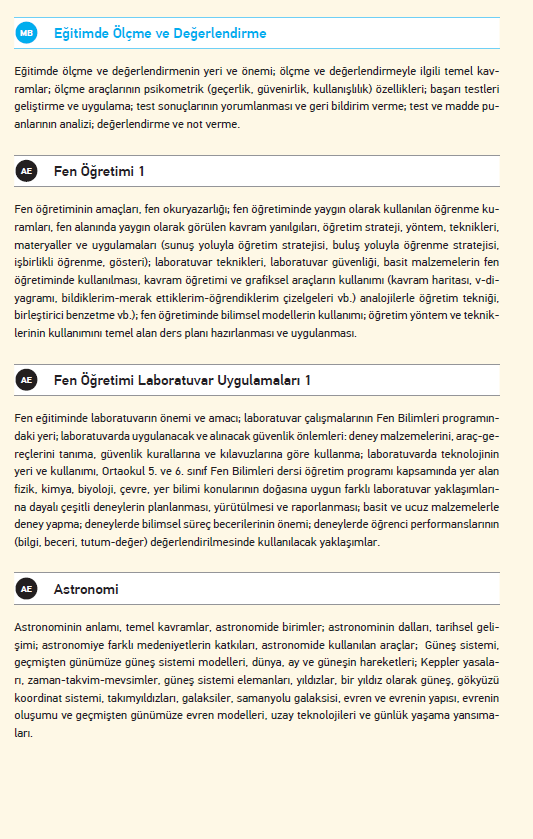 MB Eğitimde Ölçme ve Değerlendirme
Eğitimde ölçme ve değerlendirmenin yeri ve önemi; ölçme ve değerlendirmeyle ilgili temel kav-
ramlar; ölçme araçlarının psikometrik (geçerlik, güvenirlik, kullanışlılık) özellikleri; başarı testleri
geliştirme ve uygulama; test sonuçlarının yorumlanması ve geri bildirim verme; test ve madde pu-
anlarının analizi; değerlendirme ve not verme.
AE Fen Öğretimi 1
Fen öğretiminin amaçları, fen okuryazarlığı; fen öğretiminde yaygın olarak kullanılan öğrenme ku-
ramları, fen alanında yaygın olarak görülen kavram yanılgıları, öğretim strateji, yöntem, teknikleri,
materyaller ve uygulamaları (sunuş yoluyla öğretim stratejisi, buluş yoluyla öğrenme stratejisi,
işbirlikli öğrenme, gösteri); laboratuvar teknikleri, laboratuvar güvenliği, basit malzemelerin fen
öğretiminde kullanılması, kavram öğretimi ve grafiksel araçların kullanımı (kavram haritası, v-di-
yagramı, bildiklerim-merak ettiklerim-öğrendiklerim çizelgeleri vb.) analojilerle öğretim tekniği,
birleştirici benzetme vb.); fen öğretiminde bilimsel modellerin kullanımı; öğretim yöntem ve teknik-
lerinin kullanımını temel alan ders planı hazırlanması ve uygulanması.
AE Fen Öğretimi Laboratuvar Uygulamaları 1
Fen eğitiminde laboratuvarın önemi ve amacı; laboratuvar çalışmalarının Fen Bilimleri programın-
daki yeri; laboratuvarda uygulanacak ve alınacak güvenlik önlemleri: deney malzemelerini, araç-ge-
reçlerini tanıma, güvenlik kurallarına ve kılavuzlarına göre kullanma; laboratuvarda teknolojinin
yeri ve kullanımı, Ortaokul 5. ve 6. sınıf Fen Bilimleri dersi öğretim programı kapsamında yer alan
fizik, kimya, biyoloji, çevre, yer bilimi konularının doğasına uygun farklı laboratuvar yaklaşımları-
na dayalı çeşitli deneylerin planlanması, yürütülmesi ve raporlanması; basit ve ucuz malzemelerle
deney yapma; deneylerde bilimsel süreç becerilerinin önemi; deneylerde öğrenci performanslarının
(bilgi, beceri, tutum-değer) değerlendirilmesinde kullanılacak yaklaşımlar.
AE Astronomi
Astronominin anlamı, temel kavramlar, astronomide birimler; astronominin dalları, tarihsel geli-
şimi; astronomiye farklı medeniyetlerin katkıları, astronomide kullanılan araçlar; Güneş sistemi,
geçmişten günümüze güneş sistemi modelleri, dünya, ay ve güneşin hareketleri; Keppler yasala-
rı, zaman-takvim-mevsimler, güneş sistemi elemanları, yıldızlar, bir yıldız olarak güneş, gökyüzü
koordinat sistemi, takımyıldızları, galaksiler, samanyolu galaksisi, evren ve evrenin yapısı, evrenin
oluşumu ve geçmişten günümüze evren modelleri, uzay teknolojileri ve günlük yaşama yansıma-
ları.